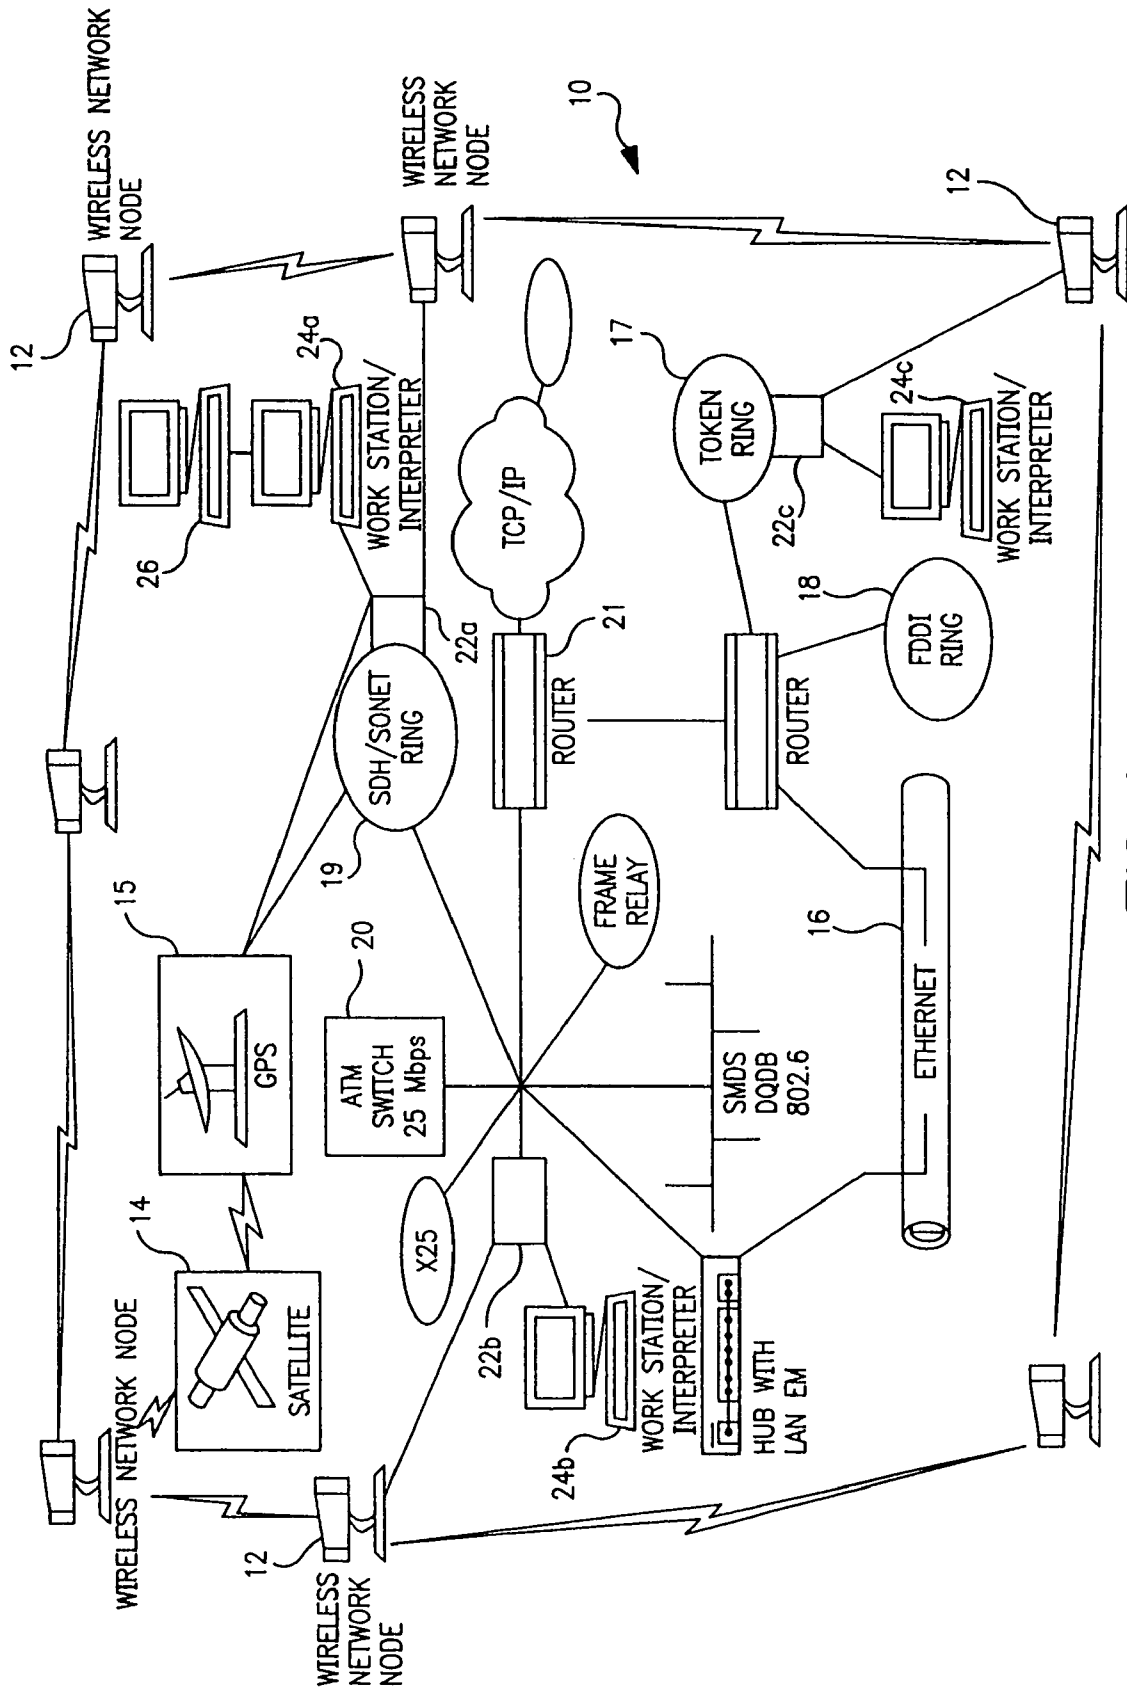 WIRELESS NETWORK
NODE
12
WIRELESS
NETWORK
NODE
10
12
26
24a
WORK STATION/
INTERPRETER
22a
SDH/SONET
RING
19
TCP/IP
21
ROUTER
17
TOKEN
RING
22c
24c
WORK STATION/
INTERPRETER
18
FDDI
RING
ROUTER
15
GPS
20
ATM
SWITCH
25 Mbps
FRAME
RELAY
16
ETHERNET
SMDS
DQDB
802.6
14
SATELLITE
X25
22b
WORK STATION/
INTERPRETER
24b
HUB WITH
LAN EM
WIRELESS NETWORK NODE
12
WIRELESS
NETWORK
NODE